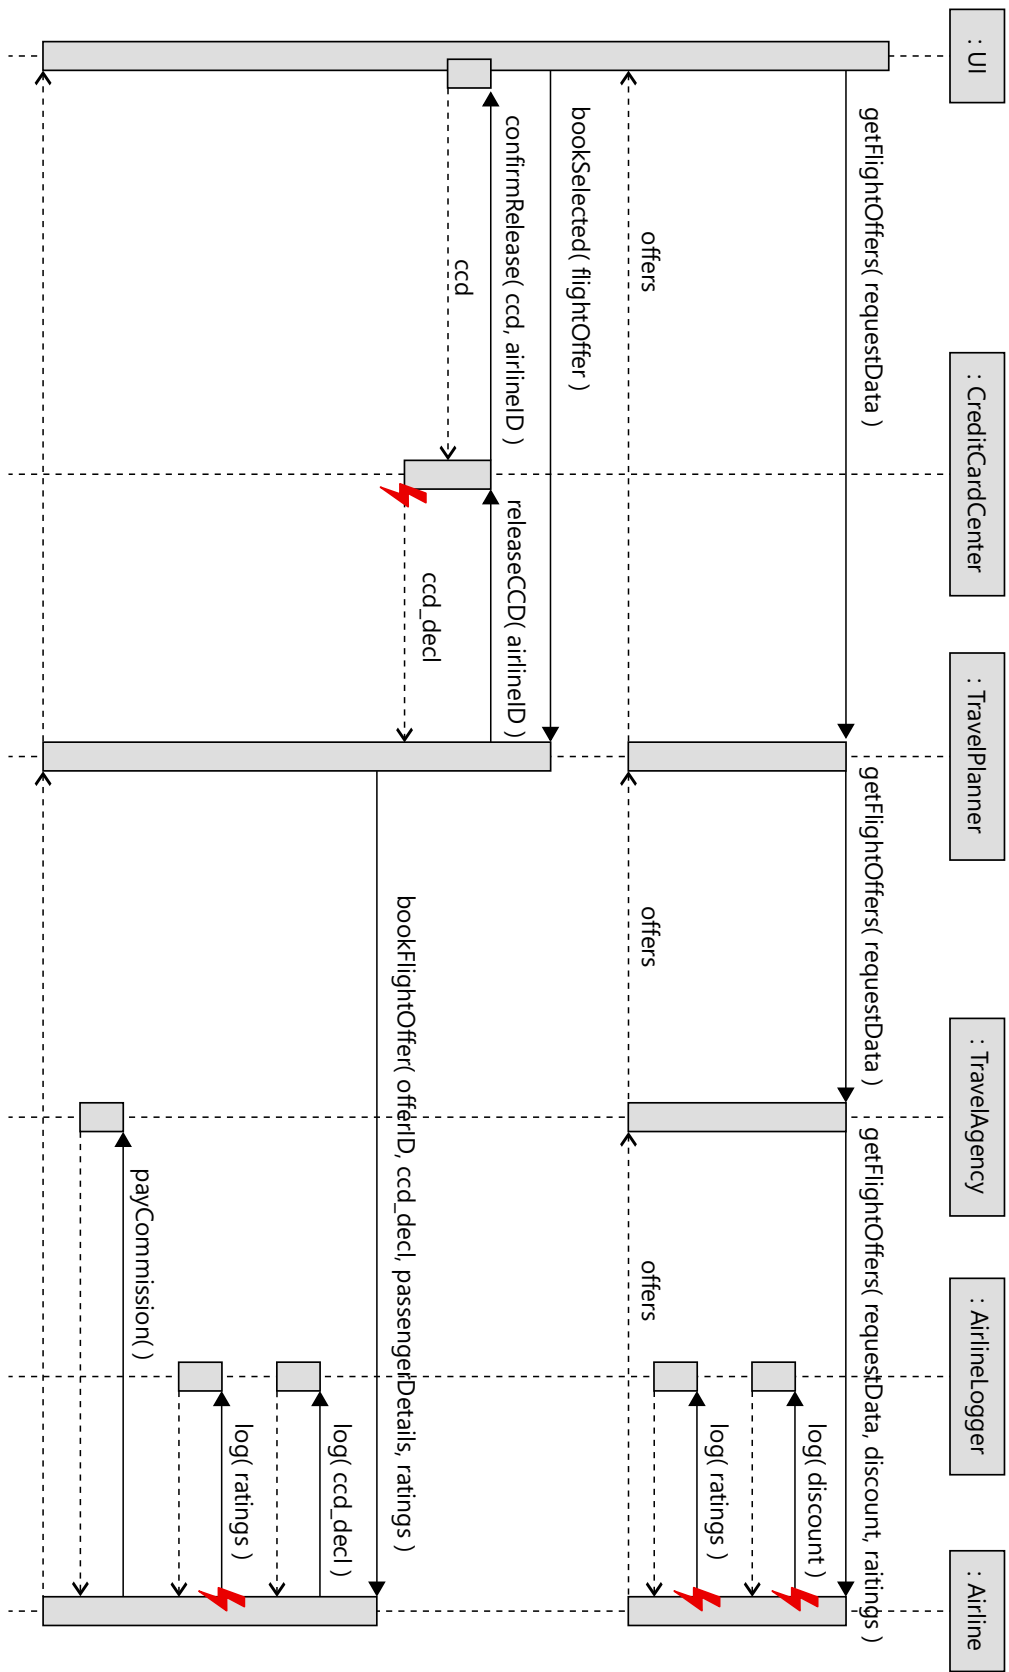 : UI
: CreditCardCenter
: TravelPlanner
: TravelAgency
: AirlineLogger
: Airline
getFlightOffers( requestData )
getFlightOffers( requestData )
getFlightOffers( requestData, discount, raitings )
log( discount )
log( ratings )
offers
offers
offers
bookSelected( flightOffer )
confirmRelease( ccd, airlineID )
releaseCCD( airlineID )
ccd
ccd_decl
bookFlightOffer( offerID, ccd_decl, passengerDetails, ratings )
log( ccd_decl )
log( ratings )
payCommission( )